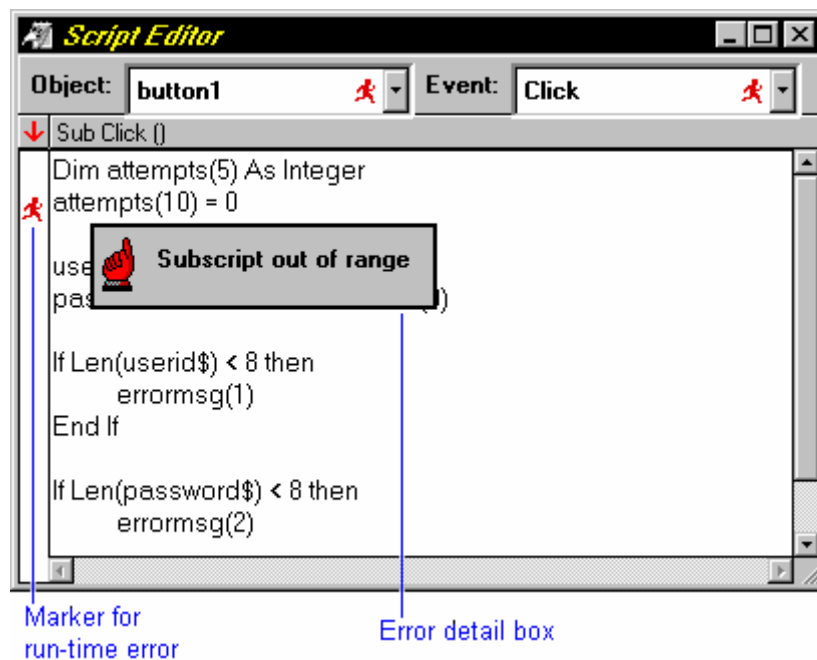 Script Editor
Object: button1 Event: Click
Sub Click ()
Dim attempts(5) As Integer
attempts(10) = 0
Subscript out of range
If Len(userid$) < 8 then
errormsg(1)
End If
If Len(password$) < 8 then
errormsg(2)
Marker for
run-time error
Error detail box